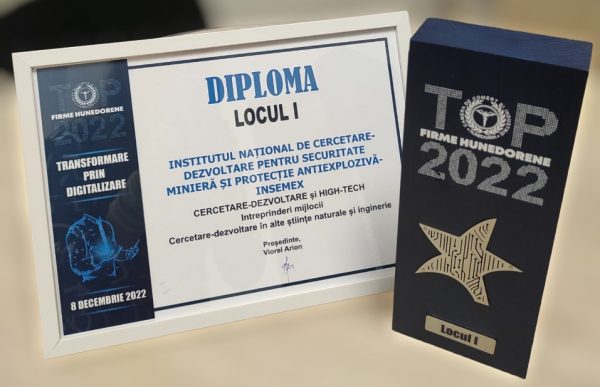 TOP
FIRME HUNEDORENE
2022
TRANSFORMARE
PRIN
DIGITALIZARE
8 DECEMBRIE 2022
DIPLOMA
LOCUL I
INSTITUTUL NAȚIONAL DE CERCETARE-
DEZVOLTARE PENTRU SECURITATE
MINIERĂ ȘI PROTECȚIE ANTIEXPLOZIVĂ-
INSEMEX
CERCETARE-DEZVOLTARE și HIGH-TECH
Intreprinderi mijlocii
Cercetare-dezvoltare în alte științe naturale și inginerie
Președinte,
Viorel Arion
TOP
FIRME HUNEDORENE
2022
Locul I